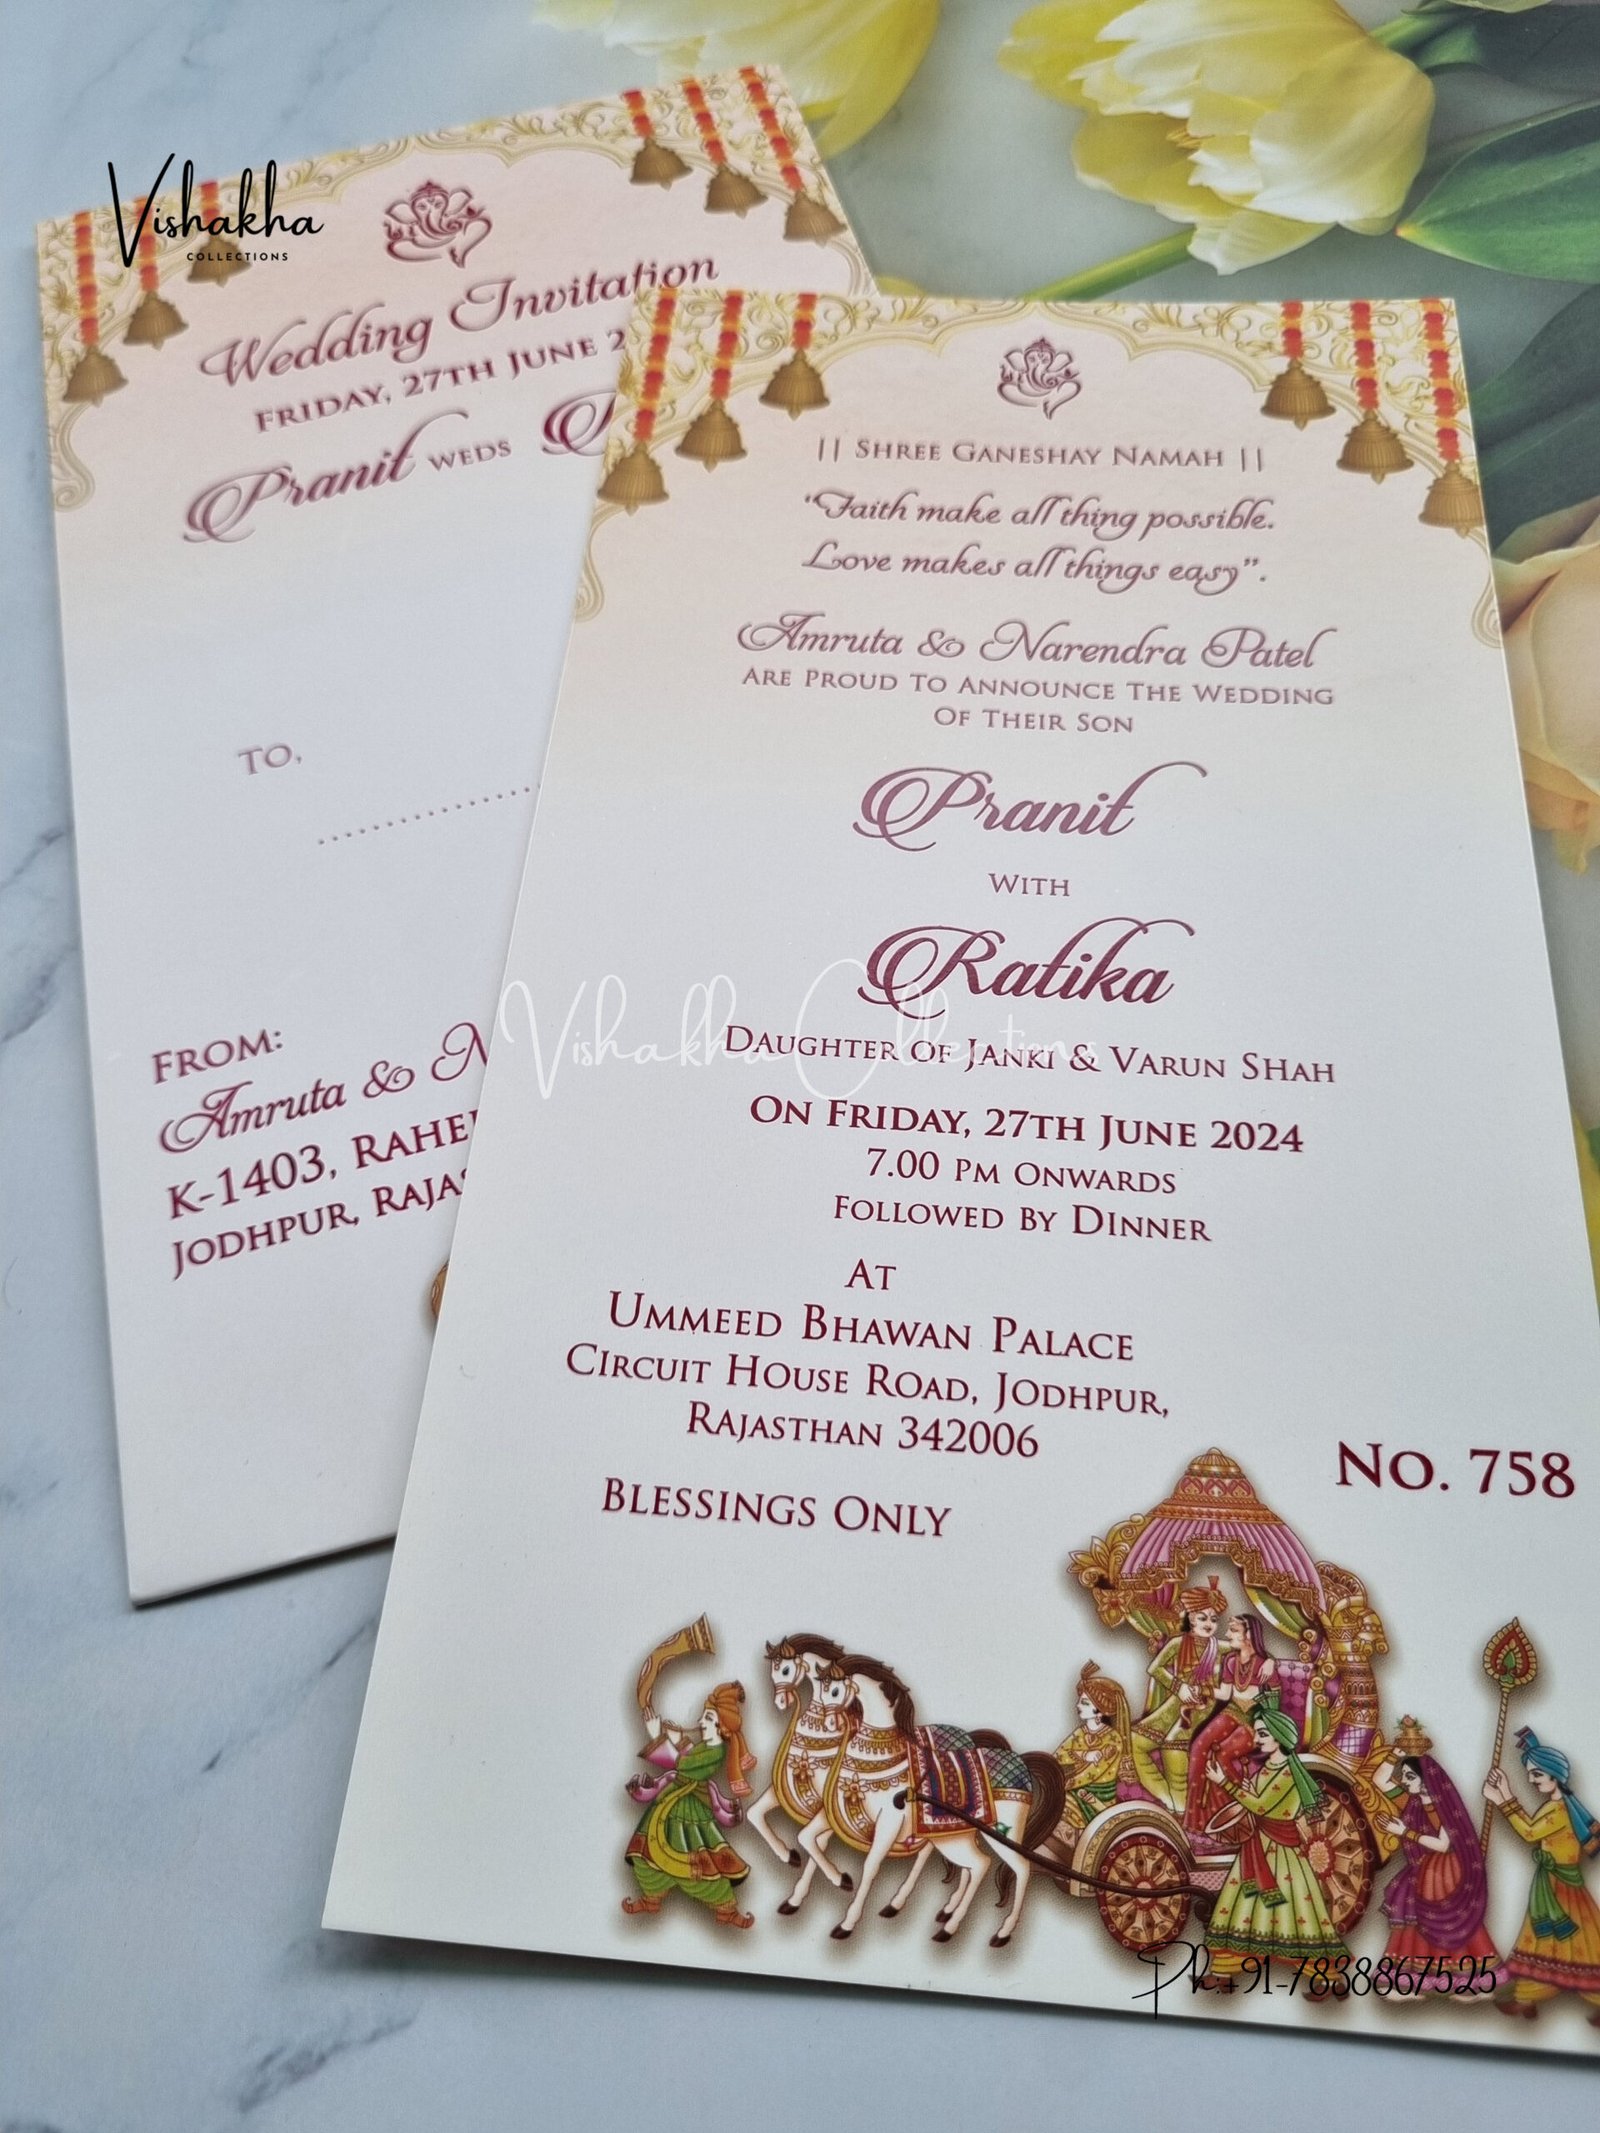 Vishakha
COLLECTIONS
Wedding Invitation
FRIDAY, 27TH JUNE 2
Pranit WEDS
TO,
FROM:
Amruta &
K-1403,
JODHPUR,
|| SHREE GANESHAY NAMAH ||
"Faith make all thing possible.
Love makes all things easy".
Amruta & Narendra Patel
ARE PROUD TO ANNOUNCE THE WEDDING
OF THEIR SON
Pranit
WITH
Ratika
DAUGHTER OF JANKI & VARUN SHAH
Vishakha Collections
ON FRIDAY, 27TH JUNE 2024
7.00 PM ONWARDS
FOLLOWED BY DINNER
AT
UMMEED BHAWAN PALACE
CIRCUIT HOUSE ROAD, JODHPUR,
RAJASTHAN 342006
NO. 758
BLESSINGS ONLY
Ph:+91-7838867525